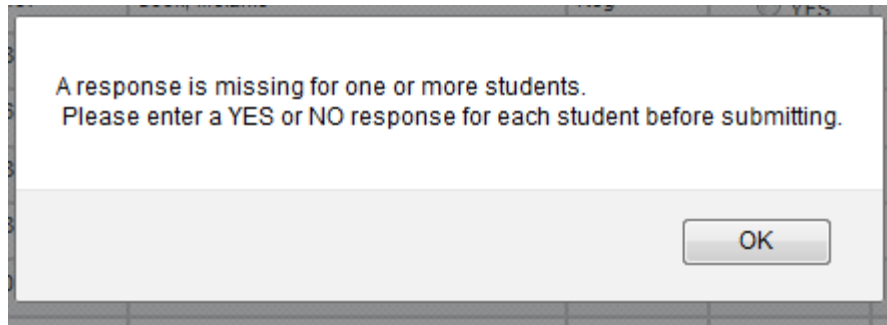 YES
A response is missing for one or more students.
Please enter a YES or NO response for each student before submitting.
OK